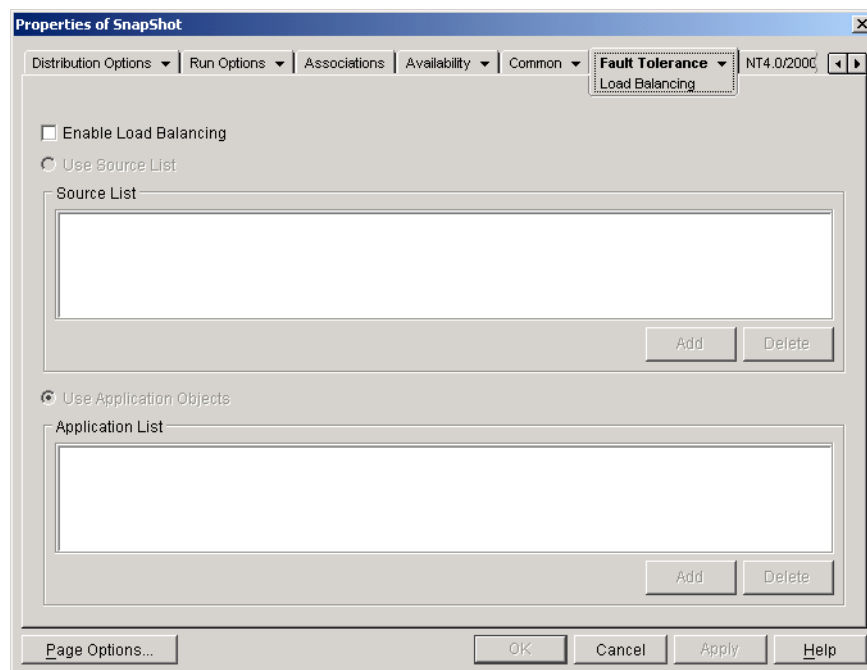 Properties of SnapShot
Distribution Options Run Options Associations Availability Common Fault Tolerance NT4.0/2000
Load Balancing
Enable Load Balancing
Use Source List
Source List
Add Delete
Use Application Objects
Application List
Add Delete
Page Options... OK Cancel Apply Help